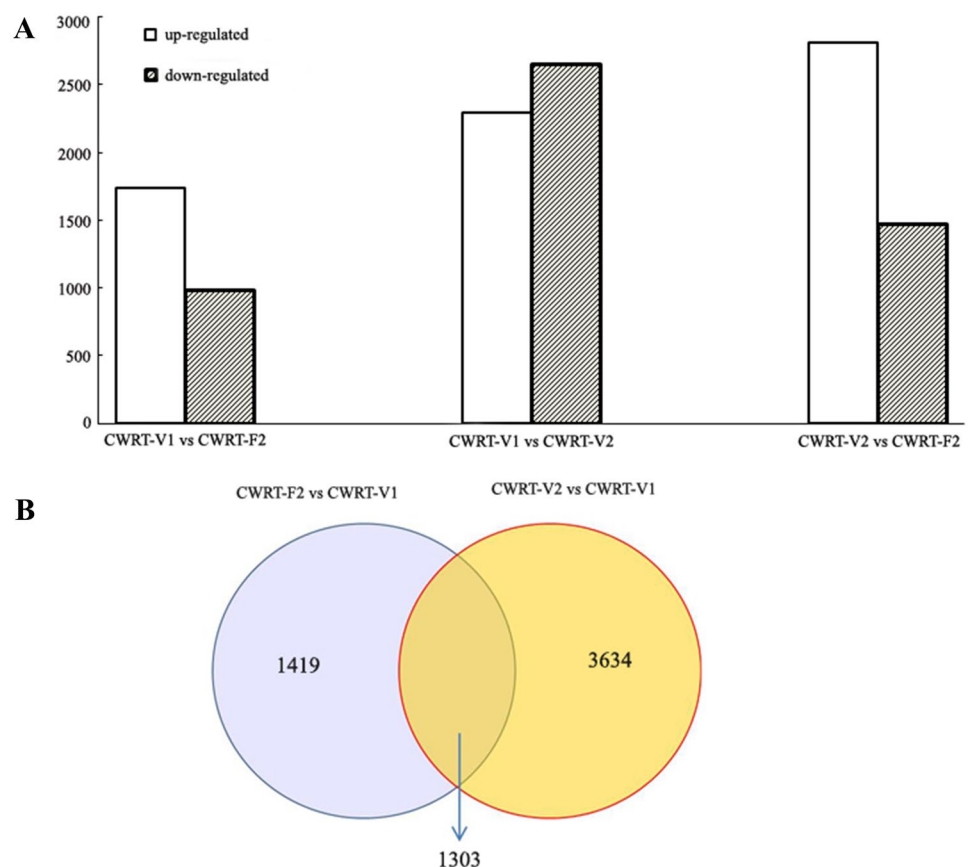 A
3000
2500
2000
1500
1000
500
0
up-regulated
down-regulated
CWRT-V1 vs CWRT-F2
CWRT-V1 vs CWRT-V2
CWRT-V2 vs CWRT-F2
B
CWRT-F2 vs CWRT-V1
CWRT-V2 vs CWRT-V1
1419
3634
1303